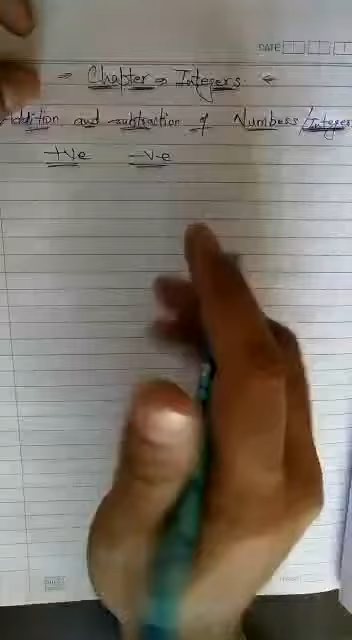 DATE
⇒ Chapter ⇒ Integers. ⇐
Addition and subtraction of Numbers/Integers
+Ve -Ve